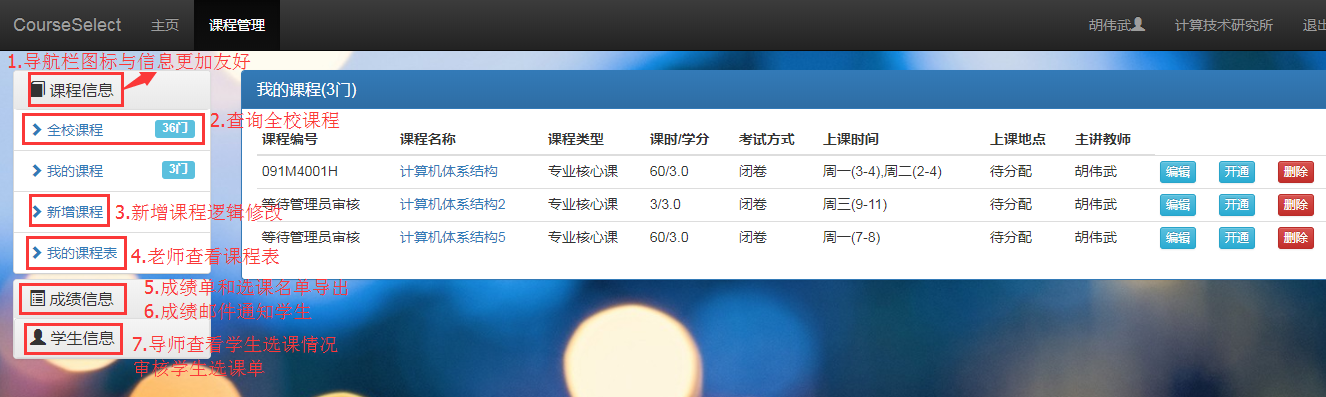 CourseSelect 主页 课程管理 胡伟武 计算技术研究所 退出
1.导航栏图标与信息更加友好
课程信息
全校课程 36门
2.查询全校课程
我的课程 3门
新增课程
3.新增课程逻辑修改
我的课程表
4.老师查看课程表
成绩信息
5.成绩单和选课名单导出
6.成绩邮件通知学生
学生信息
7.导师查看学生选课情况
审核学生选课单
我的课程(3门)
课程编号 课程名称 课程类型 课时/学分 考试方式 上课时间 上课地点 主讲教师
091M4001H 计算机体系结构 专业核心课 60/3.0 闭卷 周一(3-4),周二(2-4) 待分配 胡伟武 编辑 开通 删除
等待管理员审核 计算机体系结构2 专业核心课 3/3.0 闭卷 周三(9-11) 待分配 胡伟武 编辑 开通 删除
等待管理员审核 计算机体系结构5 专业核心课 60/3.0 闭卷 周一(7-8) 待分配 胡伟武 编辑 开通 删除